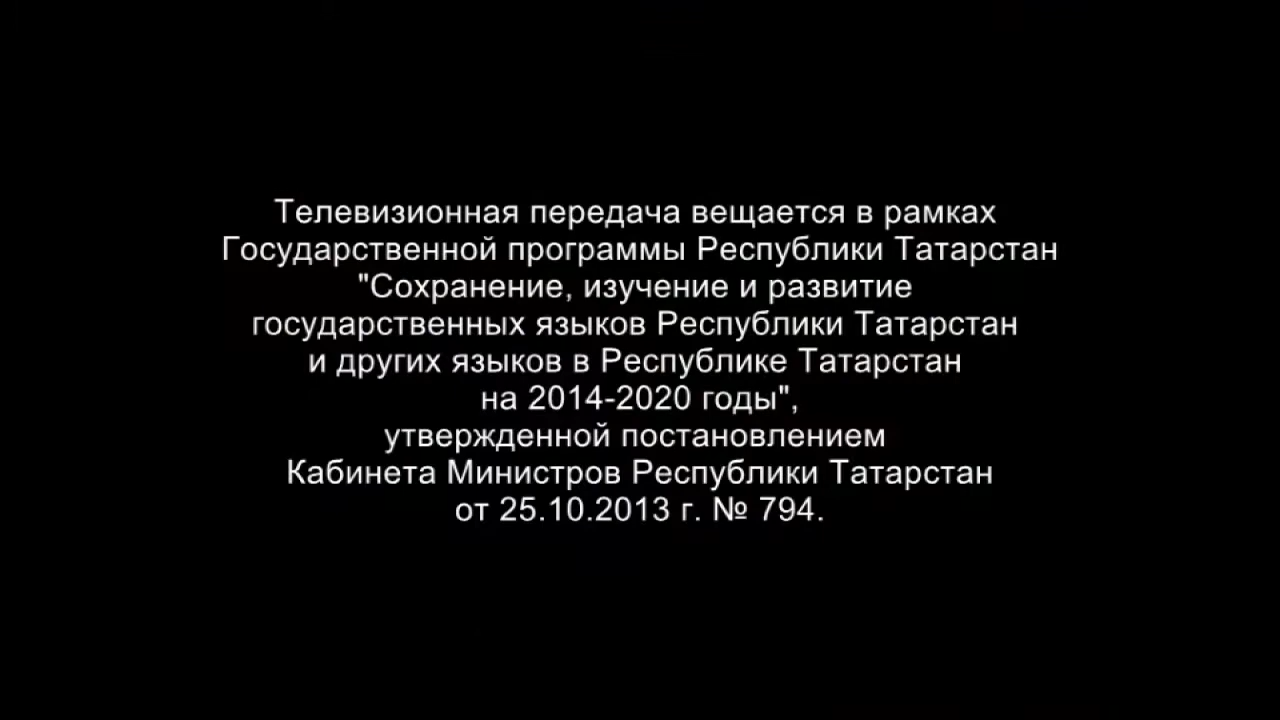 Телевизионная передача вещается в рамках
Государственной программы Республики Татарстан
"Сохранение, изучение и развитие
государственных языков Республики Татарстан
и других языков в Республике Татарстан
на 2014-2020 годы",
утвержденной постановлением
Кабинета Министров Республики Татарстан
от 25.10.2013 г. № 794.